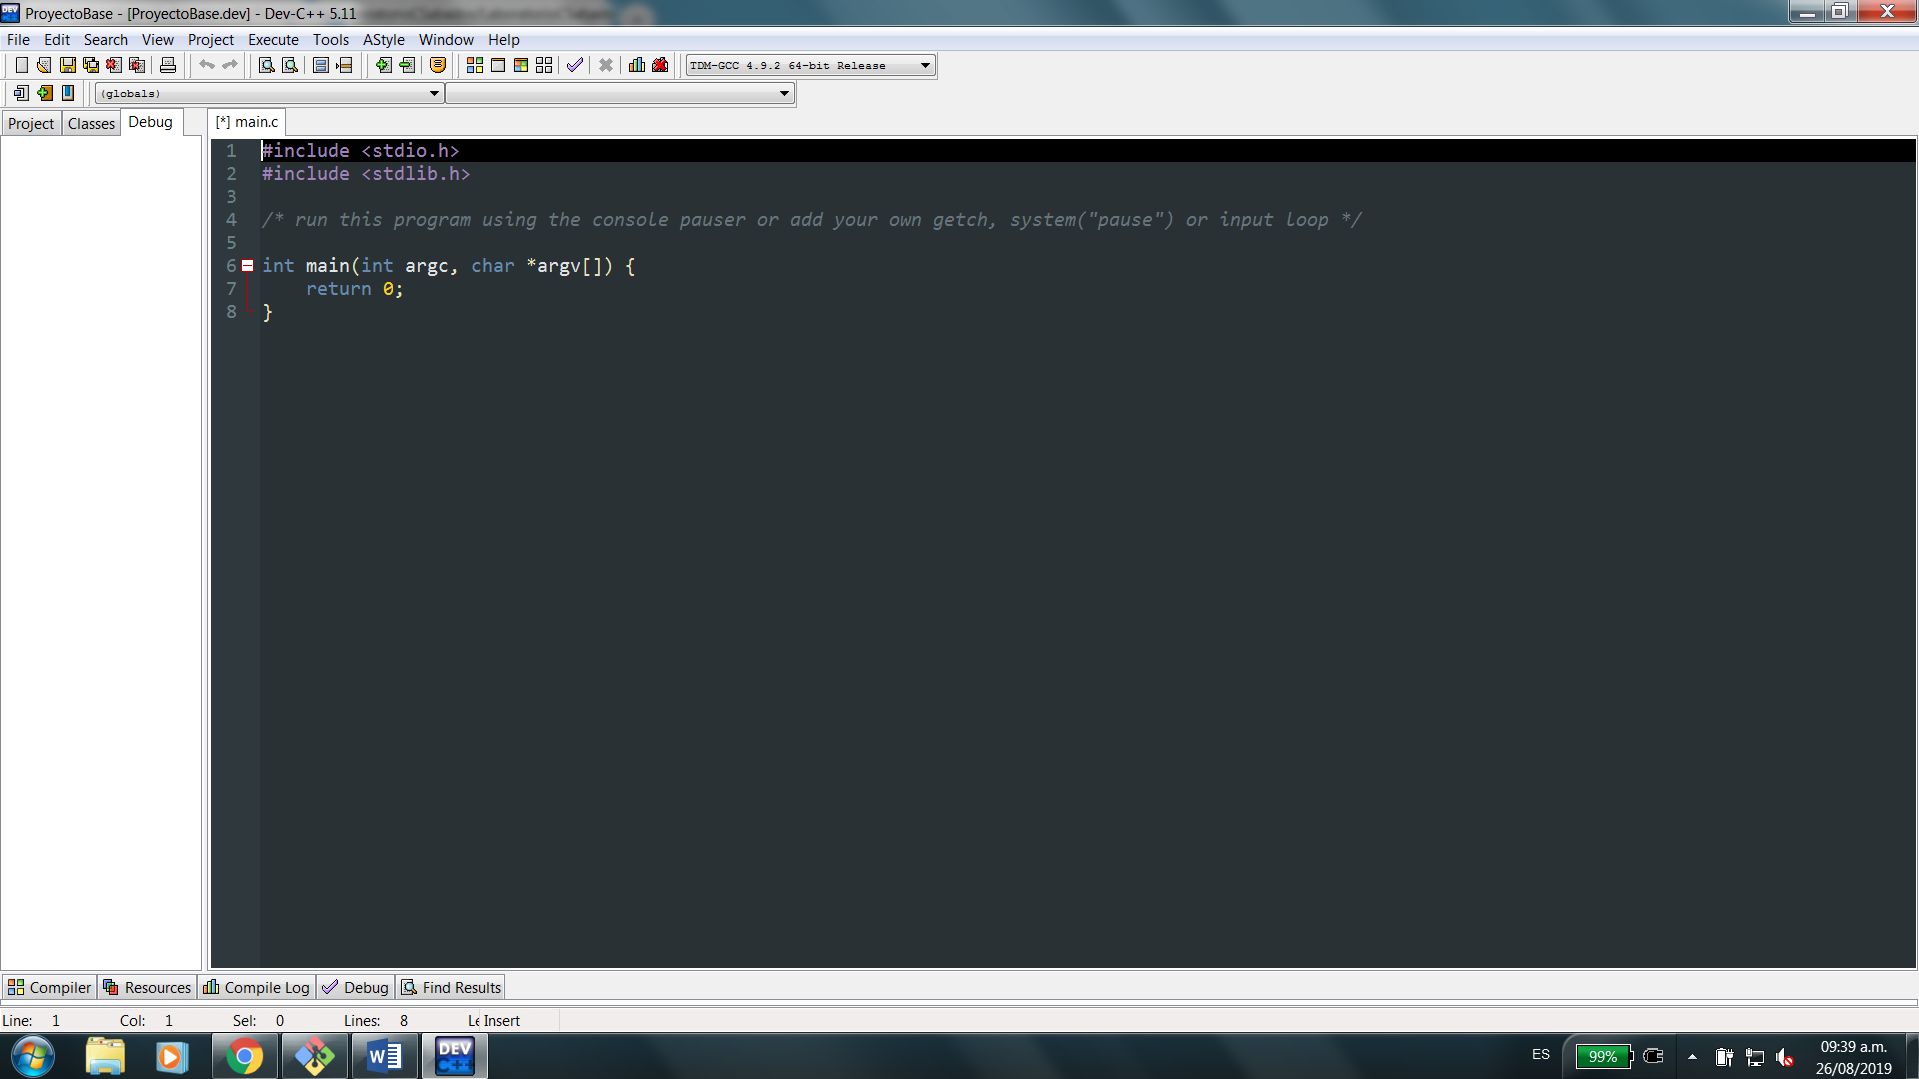 ProyectoBase - [ProyectoBase.dev] - Dev-C++ 5.11
File Edit Search View Project Execute Tools AStyle Window Help
TDM-GCC 4.9.2 64-bit Release
(globals)
Project Classes Debug
[*] main.c
1 #include <stdio.h>
2 #include <stdlib.h>
3
4 /* run this program using the console pauser or add your own getch, system("pause") or input loop */
5
6 int main(int argc, char *argv[]) {
7 return 0;
8 }
Compiler Resources Compile Log Debug Find Results
Line: 1 Col: 1 Sel: 0 Lines: 8 Le Insert
DEV C++
ES 99% 09:39 a.m.
26/08/2019